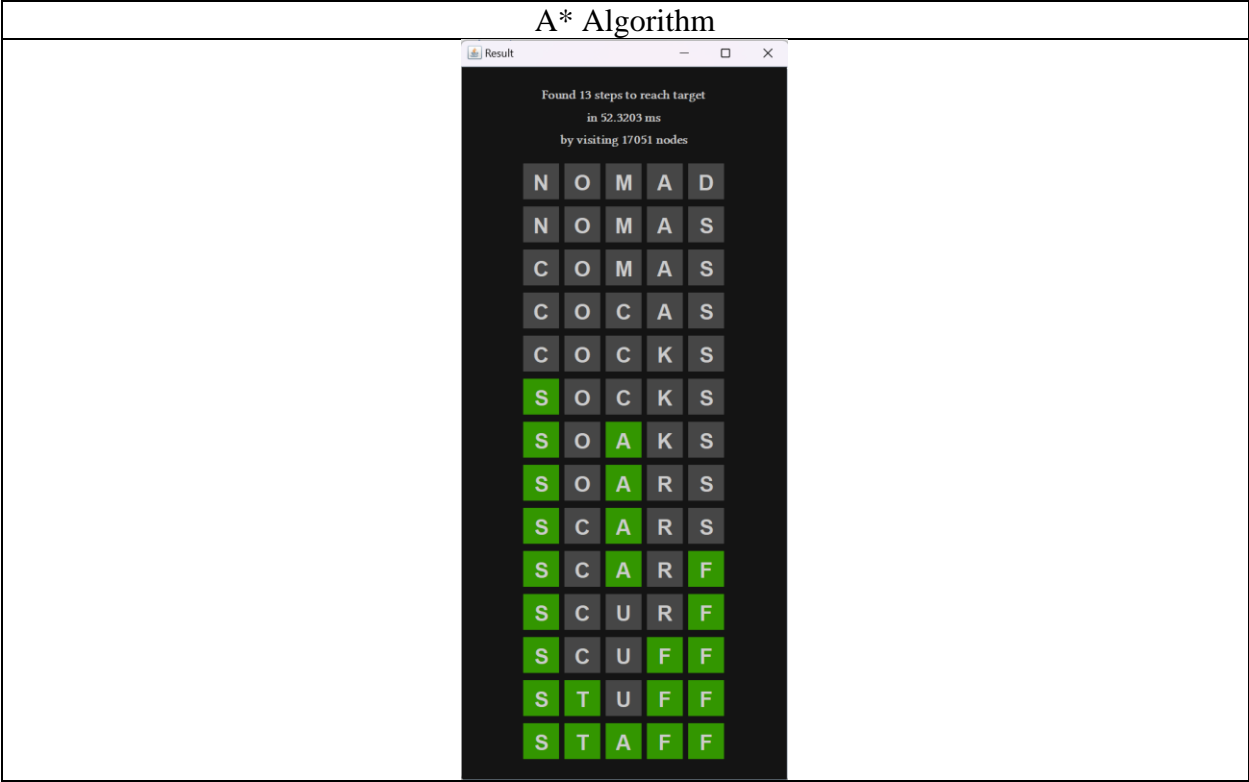 A* Algorithm
Result
Found 13 steps to reach target
in 52.3203 ms
by visiting 17051 nodes
N O M A D
N O M A S
C O M A S
C O C A S
C O C K S
S O C K S
S O A K S
S O A R S
S C A R S
S C A R F
S C U R F
S C U F F
S T U F F
S T A F F